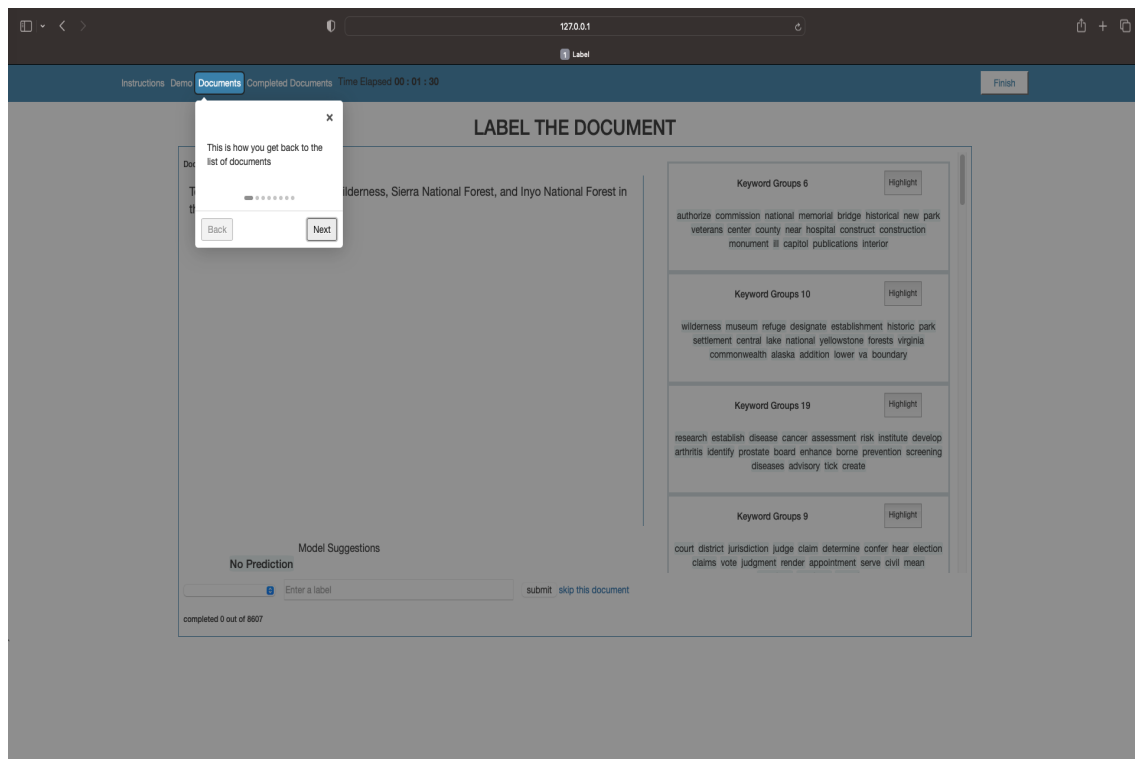 127.0.0.1
1 Label
Instructions Demo Documents Completed Documents Time Elapsed 00 : 01 : 30 Finish
LABEL THE DOCUMENT
This is how you get back to the
list of documents
Back Next
ilderness, Sierra National Forest, and Inyo National Forest in
Keyword Groups 6 Highlight
authorize commission national memorial bridge historical new park
veterans center county near hospital construct construction
monument ill capitol publications interior
Keyword Groups 10 Highlight
wilderness museum refuge designate establishment historic park
settlement central lake national yellowstone forests virginia
commonwealth alaska addition lower va boundary
Keyword Groups 19 Highlight
research establish disease cancer assessment risk institute develop
arthritis identify prostate board enhance borne prevention screening
diseases advisory tick create
Keyword Groups 9 Highlight
court district jurisdiction judge claim determine confer hear election
claims vote judgment render appointment serve civil mean
Model Suggestions
No Prediction
Enter a label submit skip this document
completed 0 out of 8607